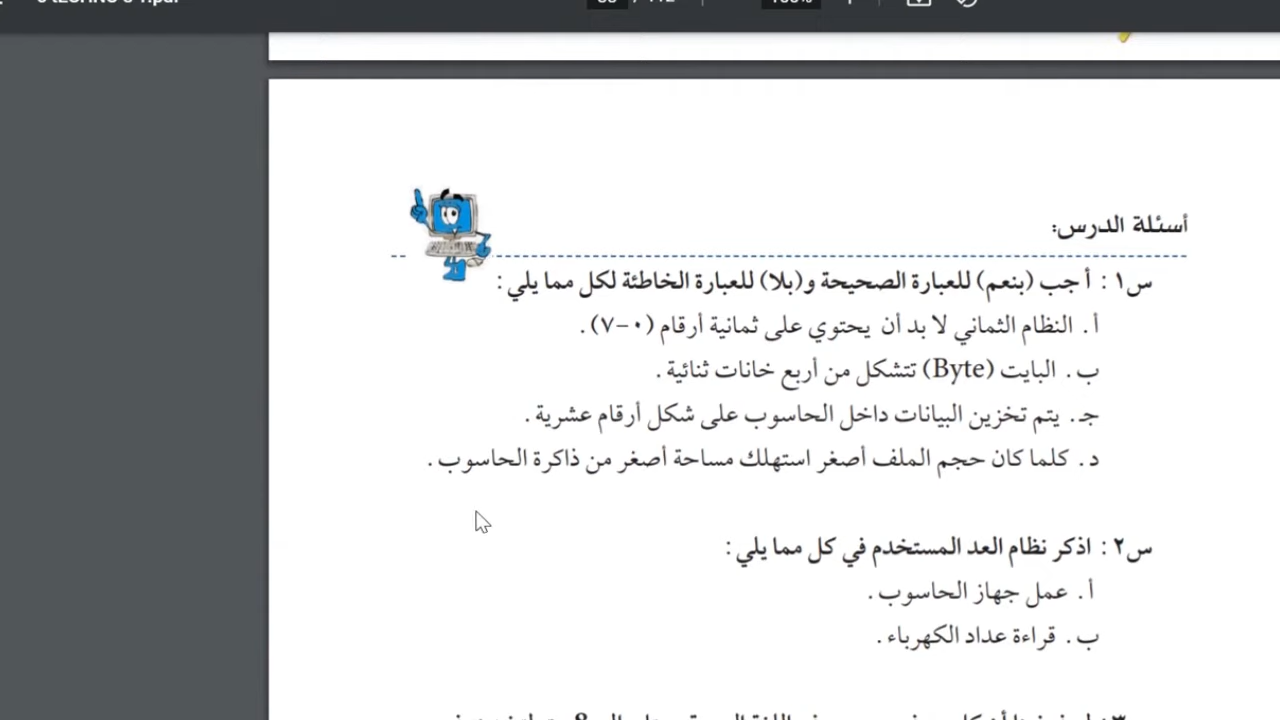 أسئلة الدرس:
س١ : أجب (بنعم) للعبارة الصحيحة و(بلا) للعبارة الخاطئة لكل مما يلي :
أ . النظام الثماني لا بد أن يحتوي على ثمانية أرقام (٠-٧) .
ب . البايت (Byte) تتشكل من أربع خانات ثنائية .
جـ . يتم تخزين البيانات داخل الحاسوب على شكل أرقام عشرية .
د . كلما كان حجم الملف أصغر استهلك مساحة أصغر من ذاكرة الحاسوب .
س٢ : اذكر نظام العد المستخدم في كل مما يلي :
أ . عمل جهاز الحاسوب .
ب . قراءة عداد الكهرباء .